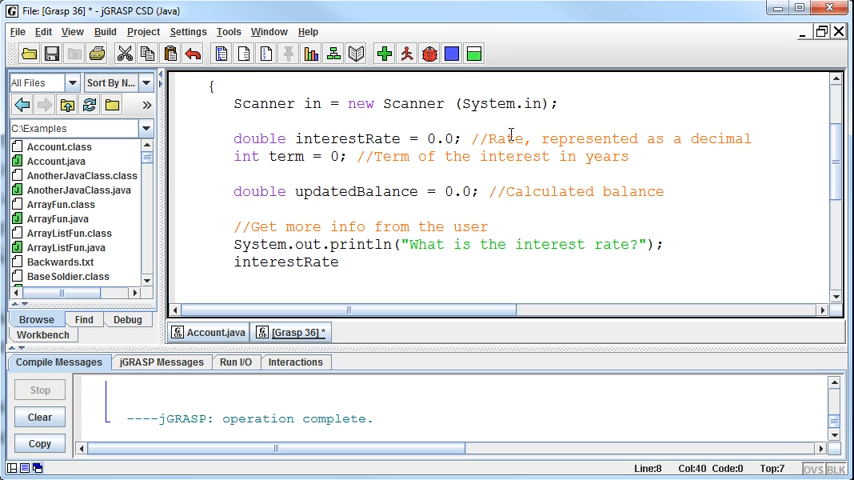 File: [Grasp 36] * - jGRASP CSD (Java)
File Edit View Build Project Settings Tools Window Help
All Files Sort By N...
C:\Examples
Account.class
Account.java
AnotherJavaClass.class
AnotherJavaClass.java
ArrayFun.class
ArrayFun.java
ArrayListFun.class
ArrayListFun.java
Backwards.txt
BaseSoldier.class
Browse Find Debug
Workbench
{
Scanner in = new Scanner (System.in);
double interestRate = 0.0; //Rate, represented as a decimal
int term = 0; //Term of the interest in years
double updatedBalance = 0.0; //Calculated balance
//Get more info from the user
System.out.println("What is the interest rate?");
interestRate
Account.java [Grasp 36] *
Compile Messages jGRASP Messages Run I/O Interactions
Stop
Clear
Copy
----jGRASP: operation complete.
Line:8 Col:40 Code:0 Top:7 OVS BLK